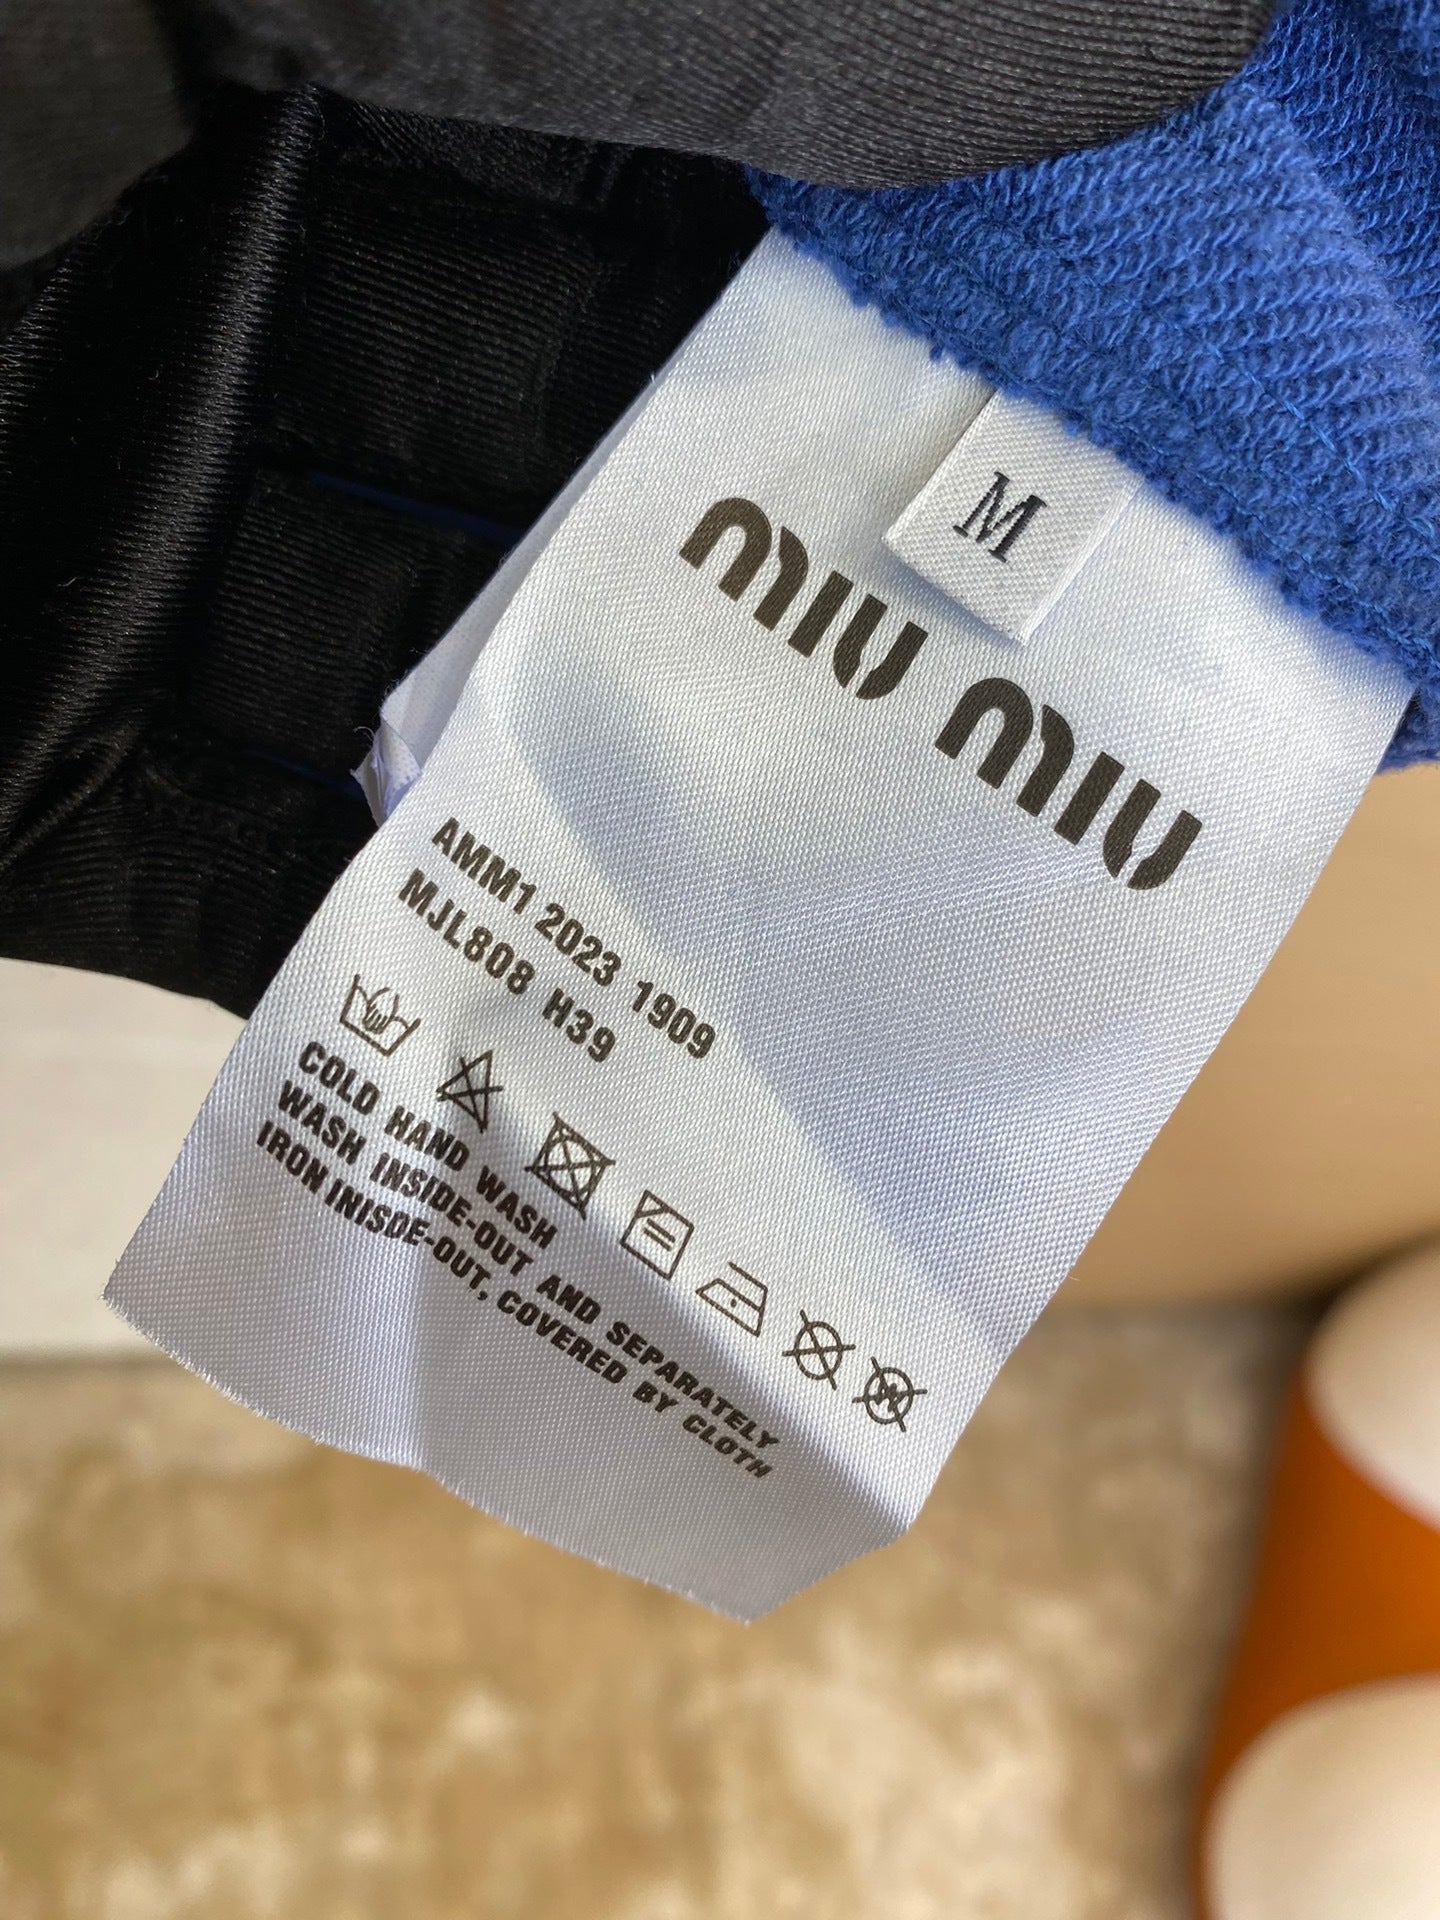 M
miu miu
AMM1 2023 1909
MJL808 H39
COLD HAND WASH
WASH INSIDE-OUT AND SEPARATELY
IRON INISDE-OUT, COVERED BY CLOTH